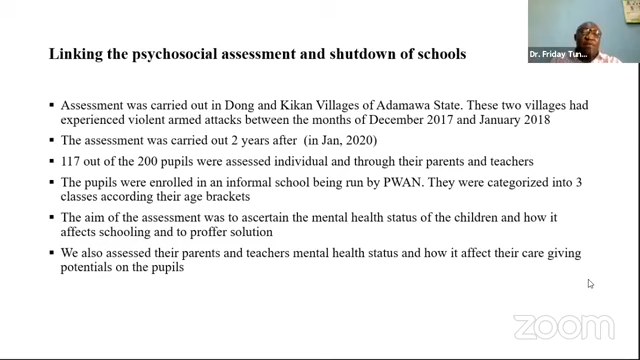 Dr. Friday Tun...
Linking the psychosocial assessment and shutdown of schools
▪ Assessment was carried out in Dong and Kikan Villages of Adamawa State. These two villages had
experienced violent armed attacks between the months of December 2017 and January 2018
▪ The assessment was carried out 2 years after (in Jan, 2020)
▪ 117 out of the 200 pupils were assessed individual and through their parents and teachers
▪ The pupils were enrolled in an informal school being run by PWAN. They were categorized into 3
classes according their age brackets
▪ The aim of the assessment was to ascertain the mental health status of the children and how it
affects schooling and to proffer solution
▪ We also assessed their parents and teachers mental health status and how it affect their care giving
potentials on the pupils
zoom